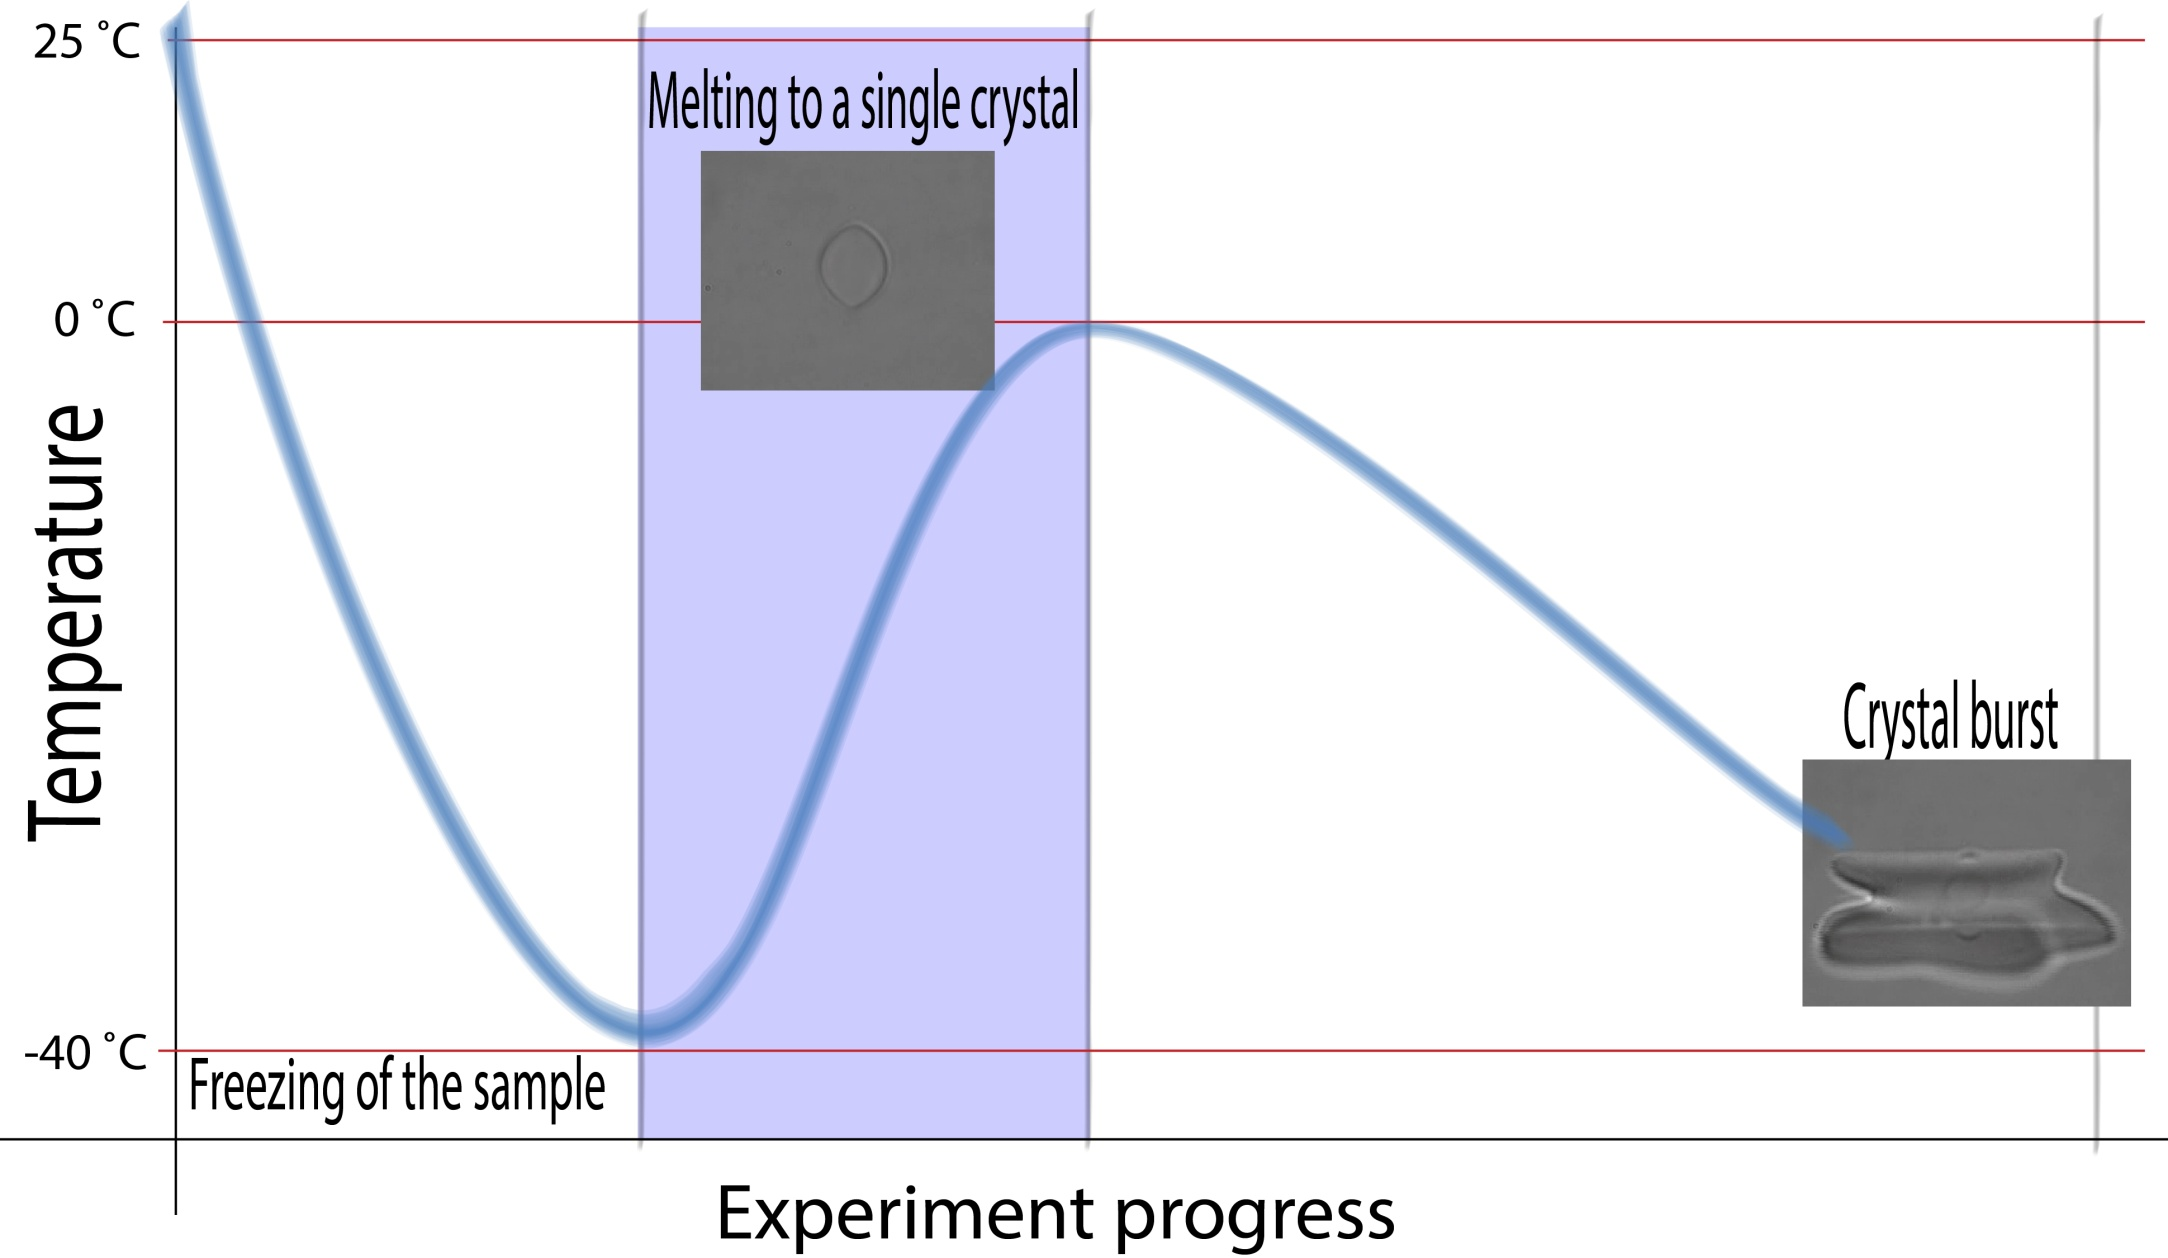 25 ˚C
Melting to a single crystal
0 ˚C
Temperature
Crystal burst
-40 ˚C
Freezing of the sample
Experiment progress